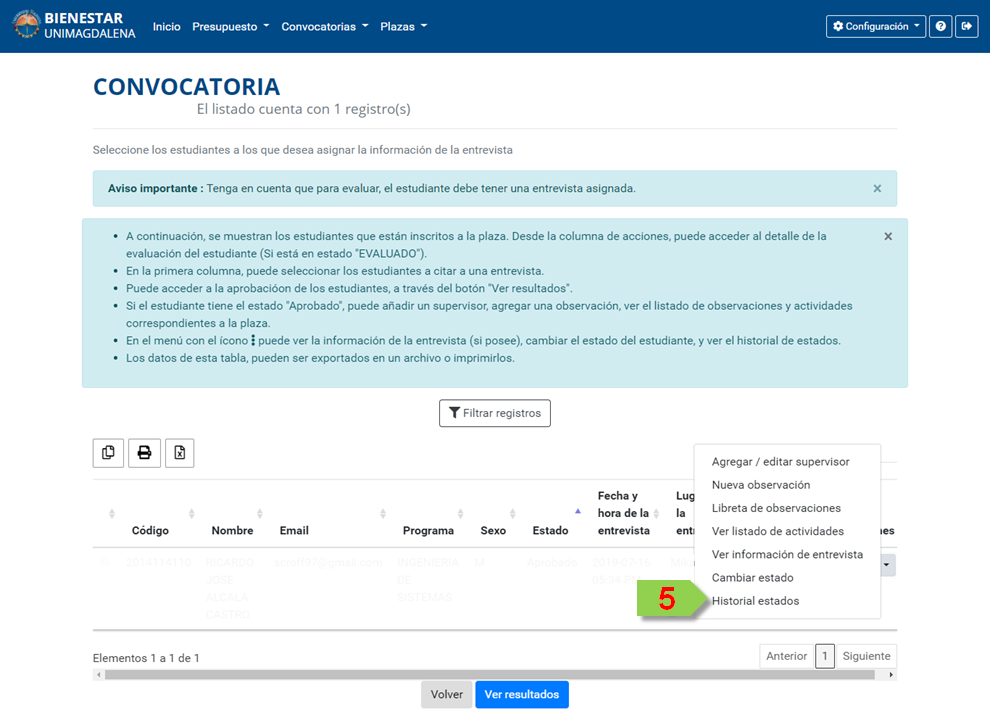 BIENESTAR
UNIMAGDALENA
Inicio Presupuesto Convocatorias Plazas Configuración
CONVOCATORIA
El listado cuenta con 1 registro(s)
Seleccione los estudiantes a los que desea asignar la información de la entrevista
Aviso importante : Tenga en cuenta que para evaluar, el estudiante debe tener una entrevista asignada. ×
• A continuación, se muestran los estudiantes que están inscritos a la plaza. Desde la columna de acciones, puede acceder al detalle de la ×
evaluación del estudiante (Si está en estado "EVALUADO").
• En la primera columna, puede seleccionar los estudiantes a citar a una entrevista.
• Puede acceder a la aprobacióon de los estudiantes, a través del botón "Ver resultados".
• Si el estudiante tiene el estado "Aprobado", puede añadir un supervisor, agregar una observación, ver el listado de observaciones y actividades
correspondientes a la plaza.
• En el menú con el ícono ⋮ puede ver la información de la entrevista (si posee), cambiar el estado del estudiante, y ver el historial de estados.
• Los datos de esta tabla, pueden ser exportados en un archivo o imprimirlos.
Filtrar registros
Código Nombre Email Programa Sexo Estado
Fecha y
hora de la
entrevista
Lug
la
ent
nes
2014114110
RICARDO
JOSE
ALCALA
CASTRO
INGENIERIA
DE
SISTEMAS
M
Aprobado
2019-07-16
05:34 PM
Agregar / editar supervisor
Nueva observación
Libreta de observaciones
Ver listado de actividades
Ver información de entrevista
Cambiar estado
5 Historial estados
Elementos 1 a 1 de 1
Anterior 1 Siguiente
Volver Ver resultados